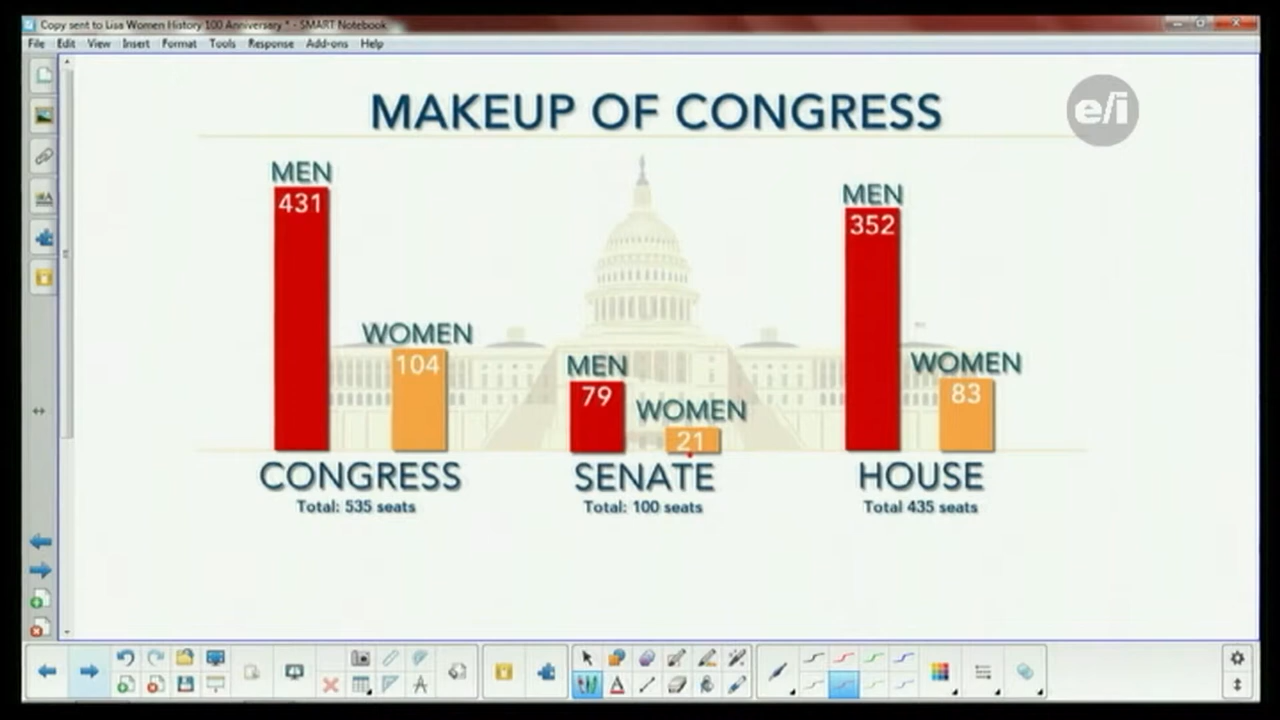 Copy sent to Lisa Women History 100 Anniversary * - SMART Notebook
File Edit View Insert Format Tools Response Add-ons Help
MAKEUP OF CONGRESS
e/i
MEN
431
WOMEN
104
CONGRESS
Total: 535 seats
MEN
79
WOMEN
21
SENATE
Total: 100 seats
MEN
352
WOMEN
83
HOUSE
Total 435 seats